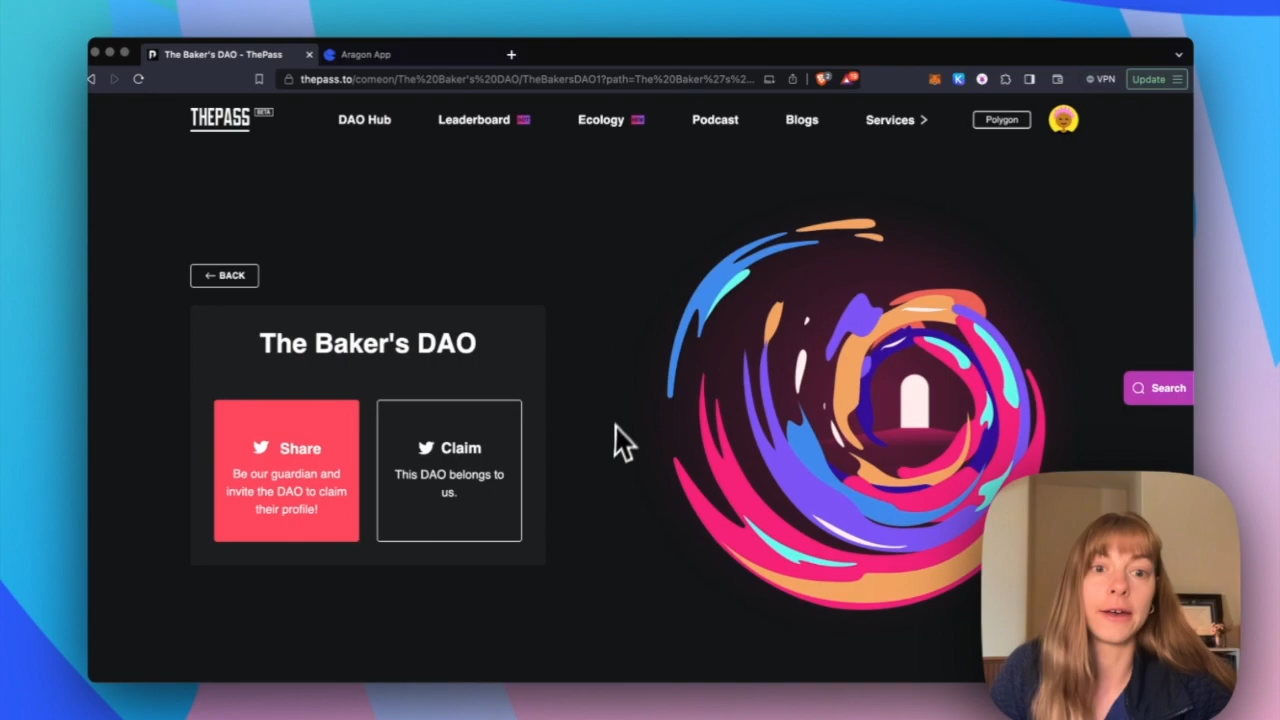 The Baker's DAO - ThePass
Aragon App
thepass.to/comeon/The%20Baker's%20DAO/TheBakersDAO1?path=The%20Baker%27s%2...
VPN
Update
THEPASS
BETA
DAO Hub
Leaderboard
Ecology
Podcast
Blogs
Services
Polygon
← BACK
The Baker's DAO
Share
Be our guardian and
invite the DAO to claim
their profile!
Claim
This DAO belongs to
us.
Search